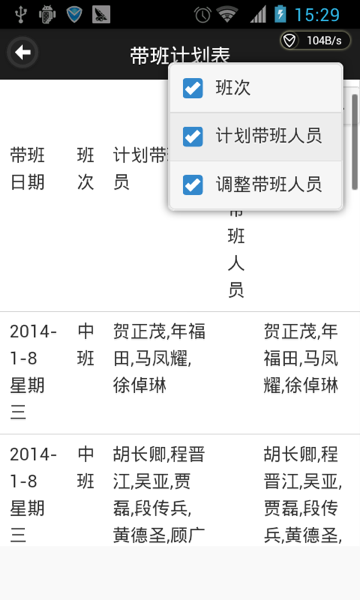 15:29
带班计划表
104B/s
班次
计划带班人员
调整带班人员
带班
日期
班
次
计划带
员
带
班
人
员
2014-
1-8
星期
三
中
班
贺正茂,年福
田,马凤耀,
徐倬琳
贺正茂,年
福田,马凤
耀,徐倬琳
2014-
1-8
星期
三
中
班
胡长卿,程晋
江,吴亚,贾
磊,段传兵,
黄德圣,顾广
胡长卿,程
晋江,吴亚,
贾磊,段传
兵,黄德圣,